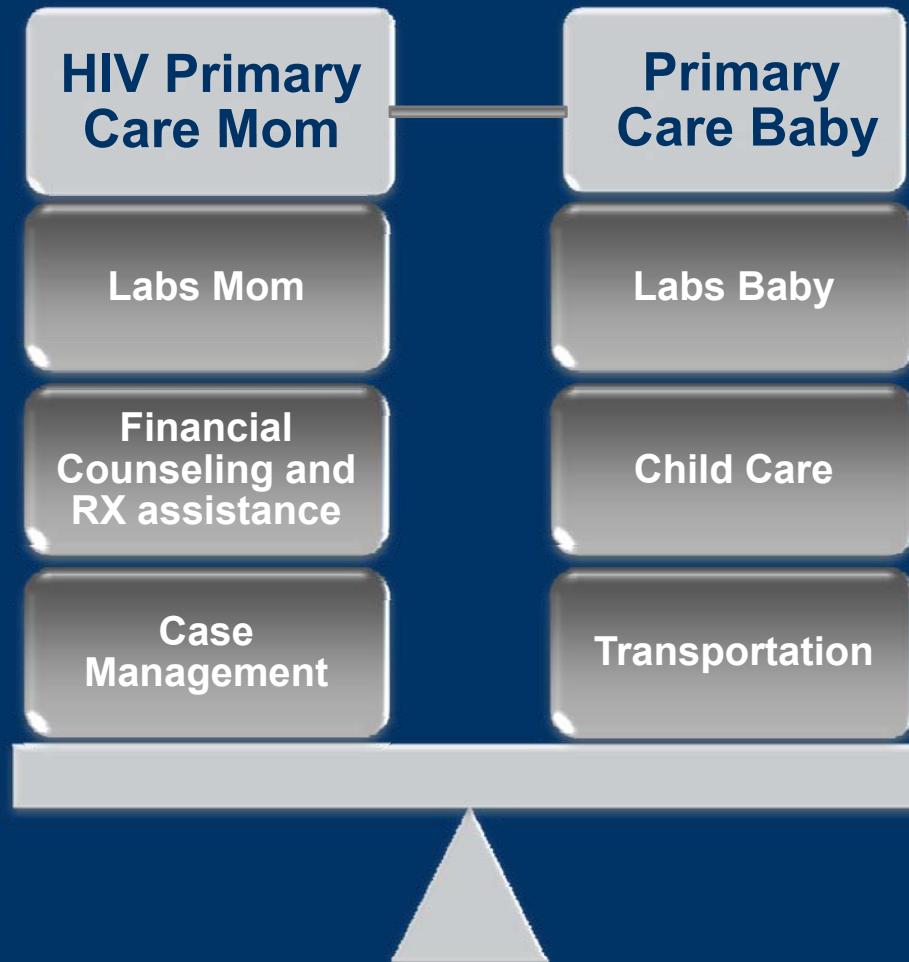 HIV Primary
Care Mom
Primary
Care Baby
Labs Mom
Labs Baby
Financial
Counseling and
RX assistance
Child Care
Case
Management
Transportation